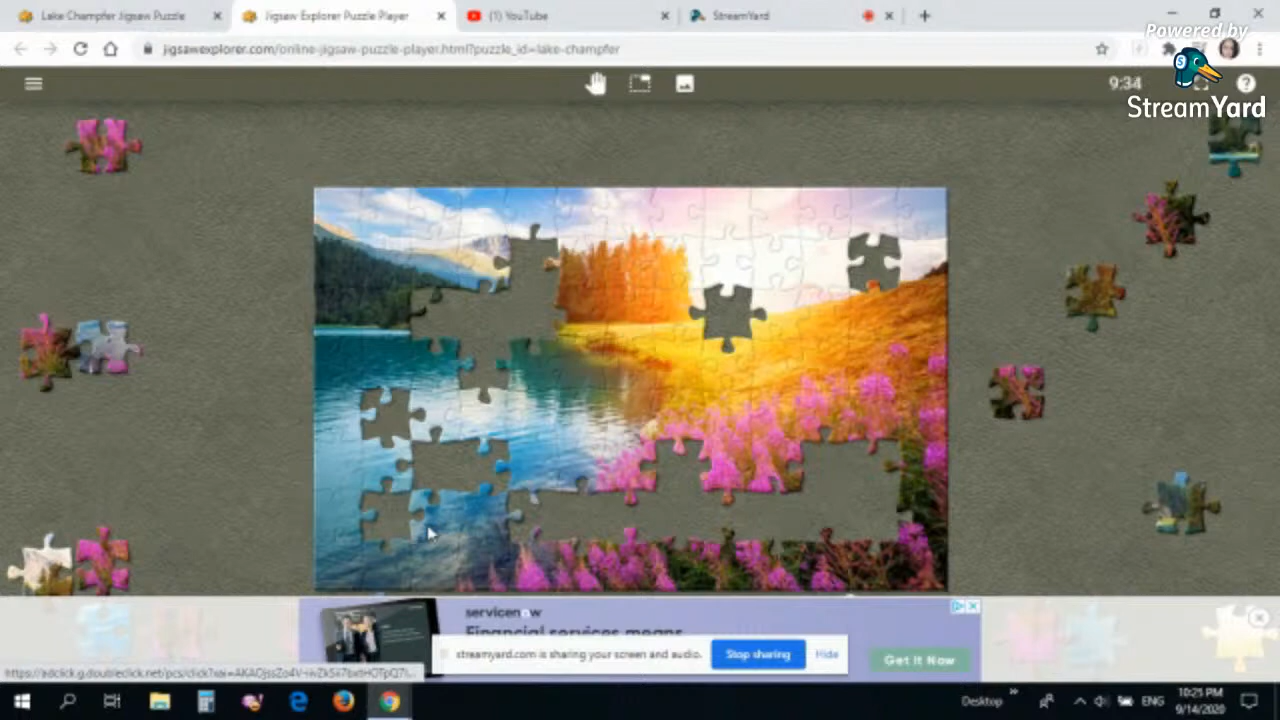 Lake Champfer Jigsaw Puzzle
Jigsaw Explorer Puzzle Player
(1) YouTube
StreamYard
Powered by
jigsawexplorer.com/online-jigsaw-puzzle-player.html?puzzle_id=lake-champfer
9:34
StreamYard
servicenow
Financial services means
streamyard.com is sharing your screen and audio.
Stop sharing
Hide
Get It Now
Desktop
ENG
10:25 PM
9/14/2020